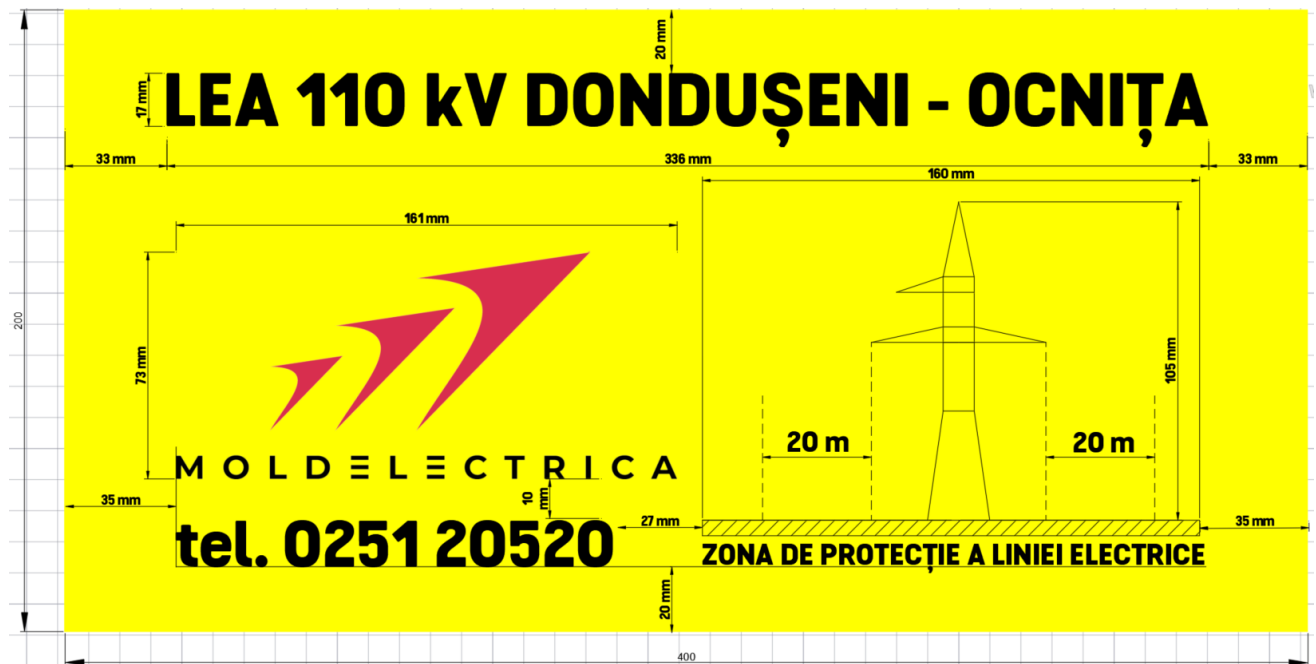 20 mm
17 mm
LEA 110 kV DONDUȘENI - OCNIȚA
33 mm
336 mm
33 mm
160 mm
161 mm
200
73 mm
105 mm
20 m
20 m
MOLDELECTRICA
35 mm
10 mm
27 mm
35 mm
tel. 0251 20520
ZONA DE PROTECȚIE A LINIEI ELECTRICE
20 mm
400